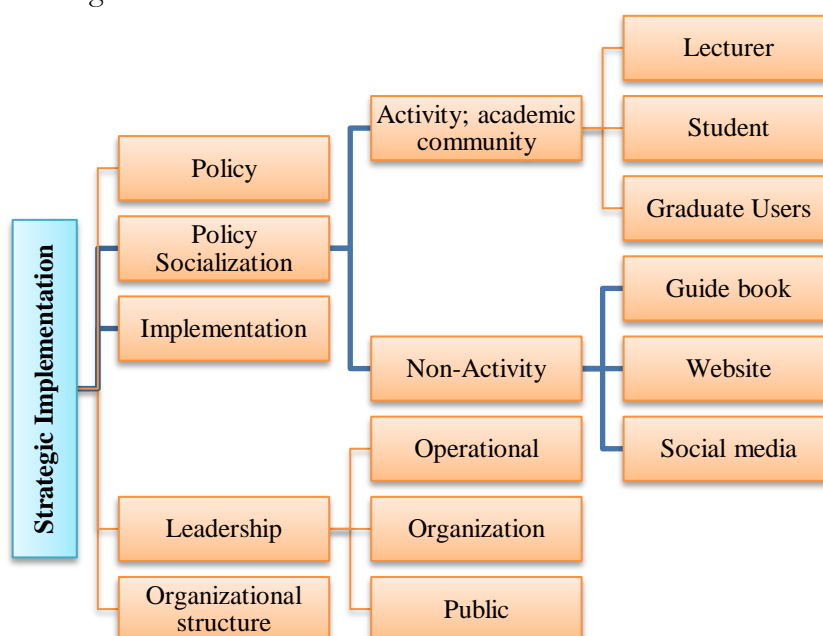 Strategic Implementation
Policy
Policy
Socialization
Implementation
Leadership
Organizational
structure
Activity; academic
community
Non-Activity
Operational
Organization
Public
Lecturer
Student
Graduate Users
Guide book
Website
Social media